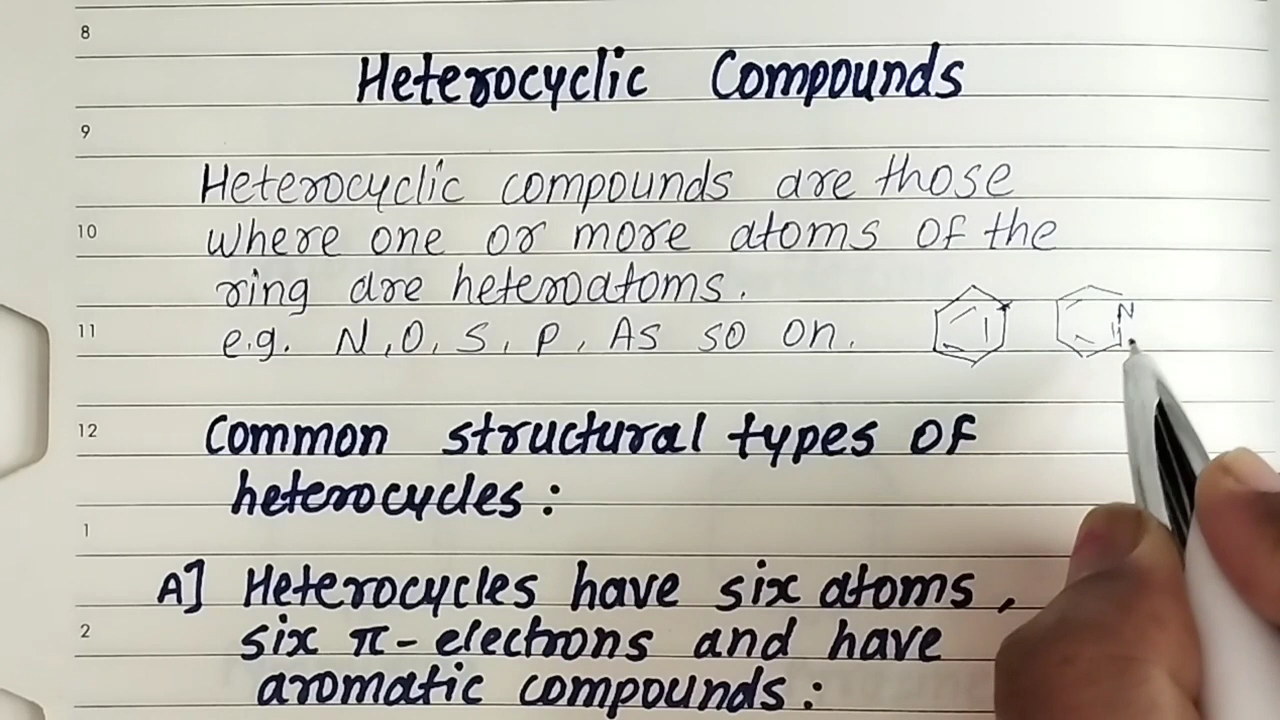 8
Heterocyclic Compounds
9
Heterocyclic compounds are those
10
where one or more atoms of the
ring are heteroatoms.
11
e.g. N, O, S, P, As so on.
N
12
Common structural types of
heterocycles:
1
A] Heterocycles have six atoms,
2
six π-electrons and have
aromatic compounds: